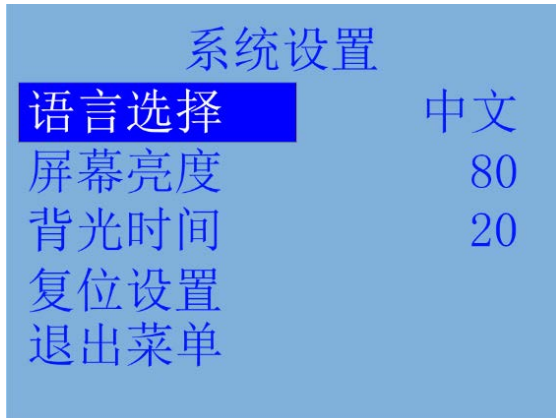 系统设置
语言选择 中文
屏幕亮度 80
背光时间 20
复位设置
退出菜单